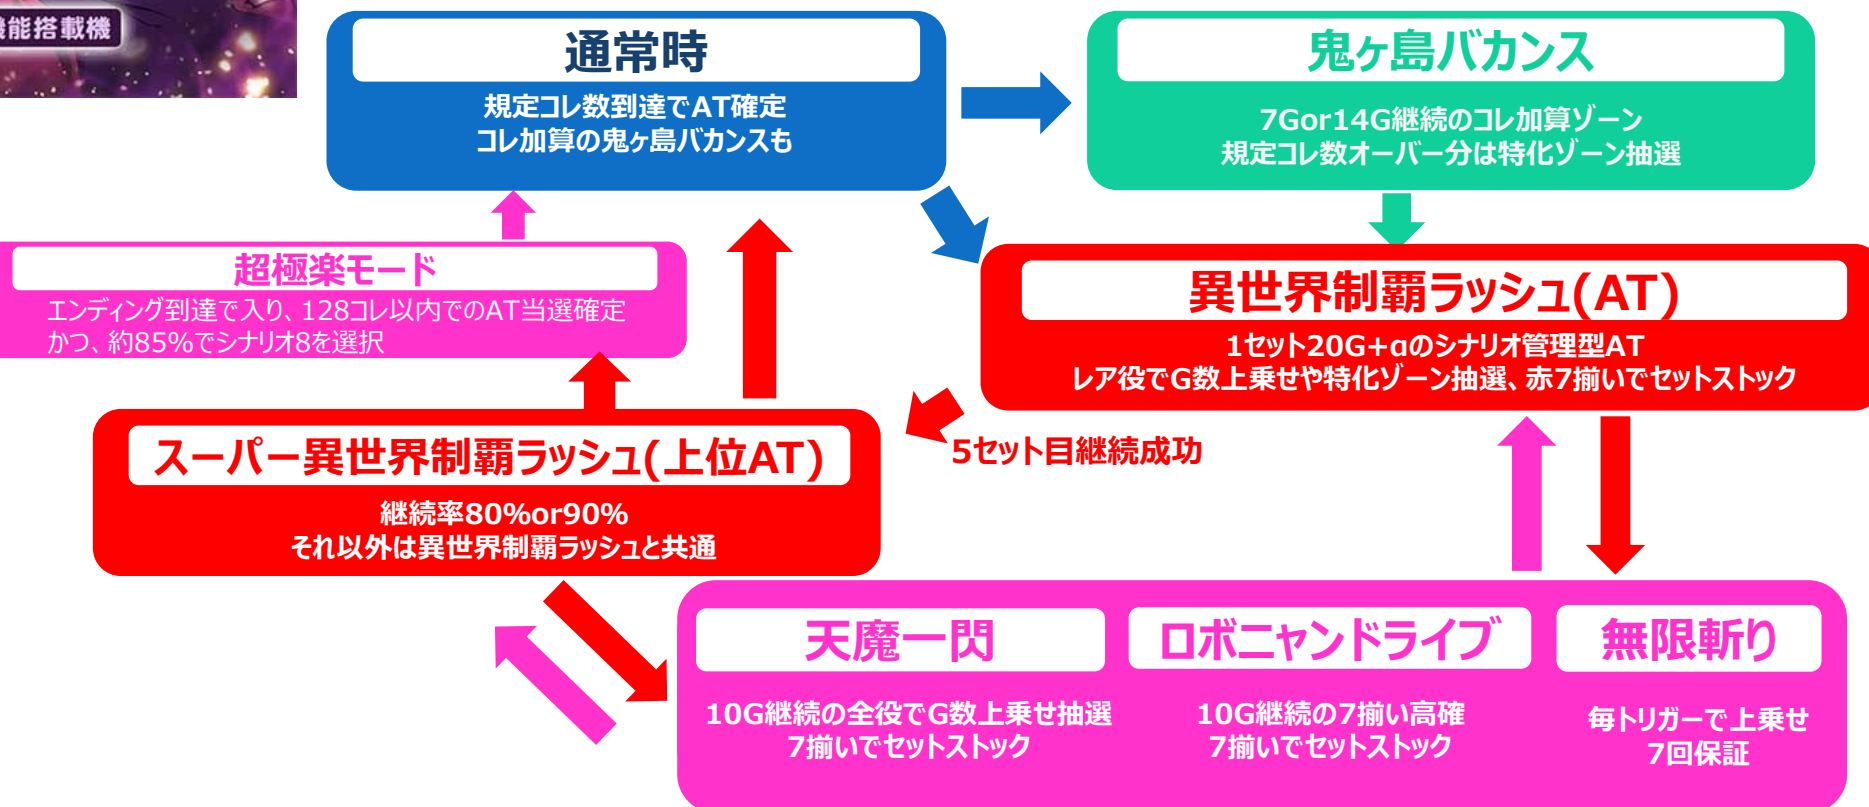 能搭載機
通常時
規定コレ数到達でAT確定
コレ加算の鬼ヶ島バカンスも
鬼ヶ島バカンス
7Gor14G継続のコレ加算ゾーン
規定コレ数オーバー分は特化ゾーン抽選
超極楽モード
エンディング到達で入り、128コレ以内でのAT当選確定
かつ、約85%でシナリオ8を選択
異世界制覇ラッシュ(AT)
1セット20G+αのシナリオ管理型AT
レア役でG数上乗せや特化ゾーン抽選、赤7揃いでセットストック
スーパー異世界制覇ラッシュ(上位AT)
継続率80%or90%
それ以外は異世界制覇ラッシュと共通
5セット目継続成功
天魔一閃
10G継続の全役でG数上乗せ抽選
7揃いでセットストック
ロボニャンドライブ
10G継続の7揃い高確
7揃いでセットストック
無限斬り
毎トリガーで上乗せ
7回保証